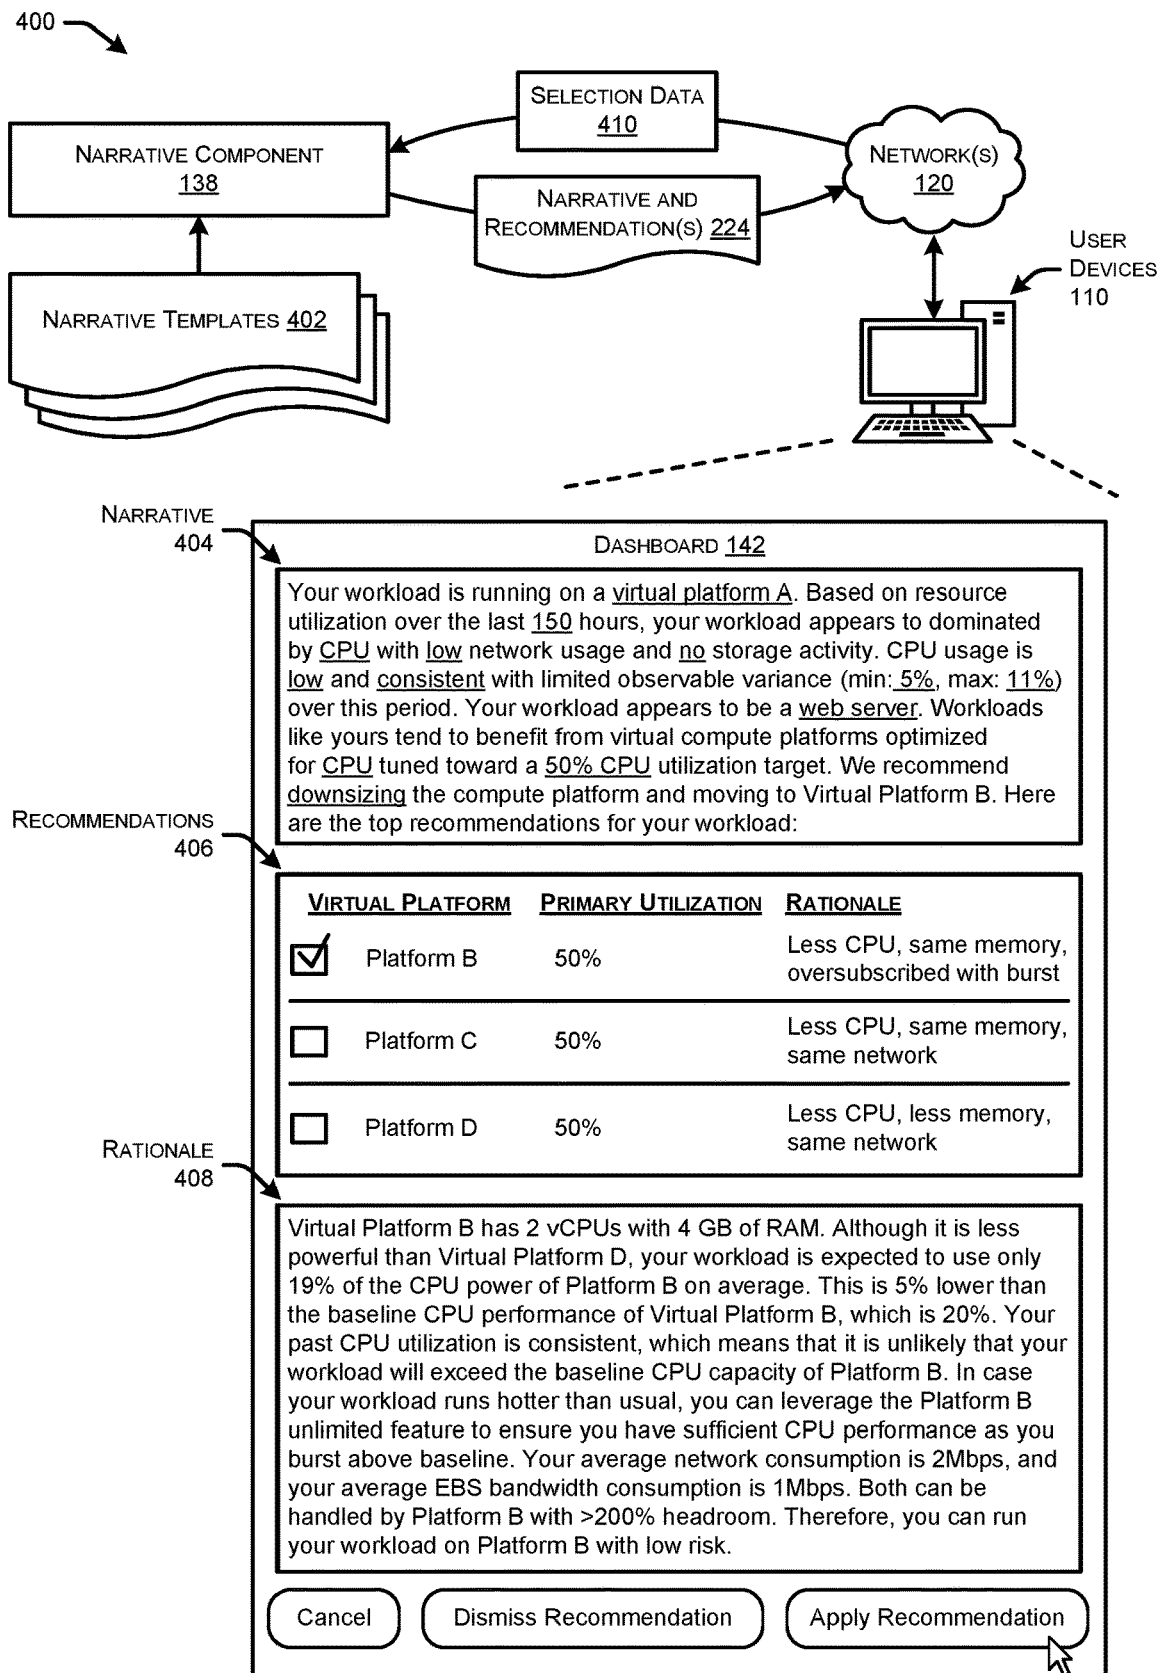 400
SELECTION DATA
410
NARRATIVE COMPONENT
138
NETWORK(S)
120
NARRATIVE AND
RECOMMENDATION(S) 224
USER
DEVICES
110
NARRATIVE TEMPLATES 402
NARRATIVE
404
DASHBOARD 142
Your workload is running on a virtual platform A. Based on resource
utilization over the last 150 hours, your workload appears to dominated
by CPU with low network usage and no storage activity. CPU usage is
low and consistent with limited observable variance (min: 5%, max: 11%)
over this period. Your workload appears to be a web server. Workloads
like yours tend to benefit from virtual compute platforms optimized
for CPU tuned toward a 50% CPU utilization target. We recommend
downsizing the compute platform and moving to Virtual Platform B. Here
are the top recommendations for your workload:
RECOMMENDATIONS
406
VIRTUAL PLATFORM PRIMARY UTILIZATION RATIONALE
Platform B 50% Less CPU, same memory,
oversubscribed with burst
Platform C 50% Less CPU, same memory,
same network
Platform D 50% Less CPU, less memory,
same network
RATIONALE
408
Virtual Platform B has 2 vCPUs with 4 GB of RAM. Although it is less
powerful than Virtual Platform D, your workload is expected to use only
19% of the CPU power of Platform B on average. This is 5% lower than
the baseline CPU performance of Virtual Platform B, which is 20%. Your
past CPU utilization is consistent, which means that it is unlikely that your
workload will exceed the baseline CPU capacity of Platform B. In case
your workload runs hotter than usual, you can leverage the Platform B
unlimited feature to ensure you have sufficient CPU performance as you
burst above baseline. Your average network consumption is 2Mbps, and
your average EBS bandwidth consumption is 1Mbps. Both can be
handled by Platform B with >200% headroom. Therefore, you can run
your workload on Platform B with low risk.
Cancel Dismiss Recommendation Apply Recommendation